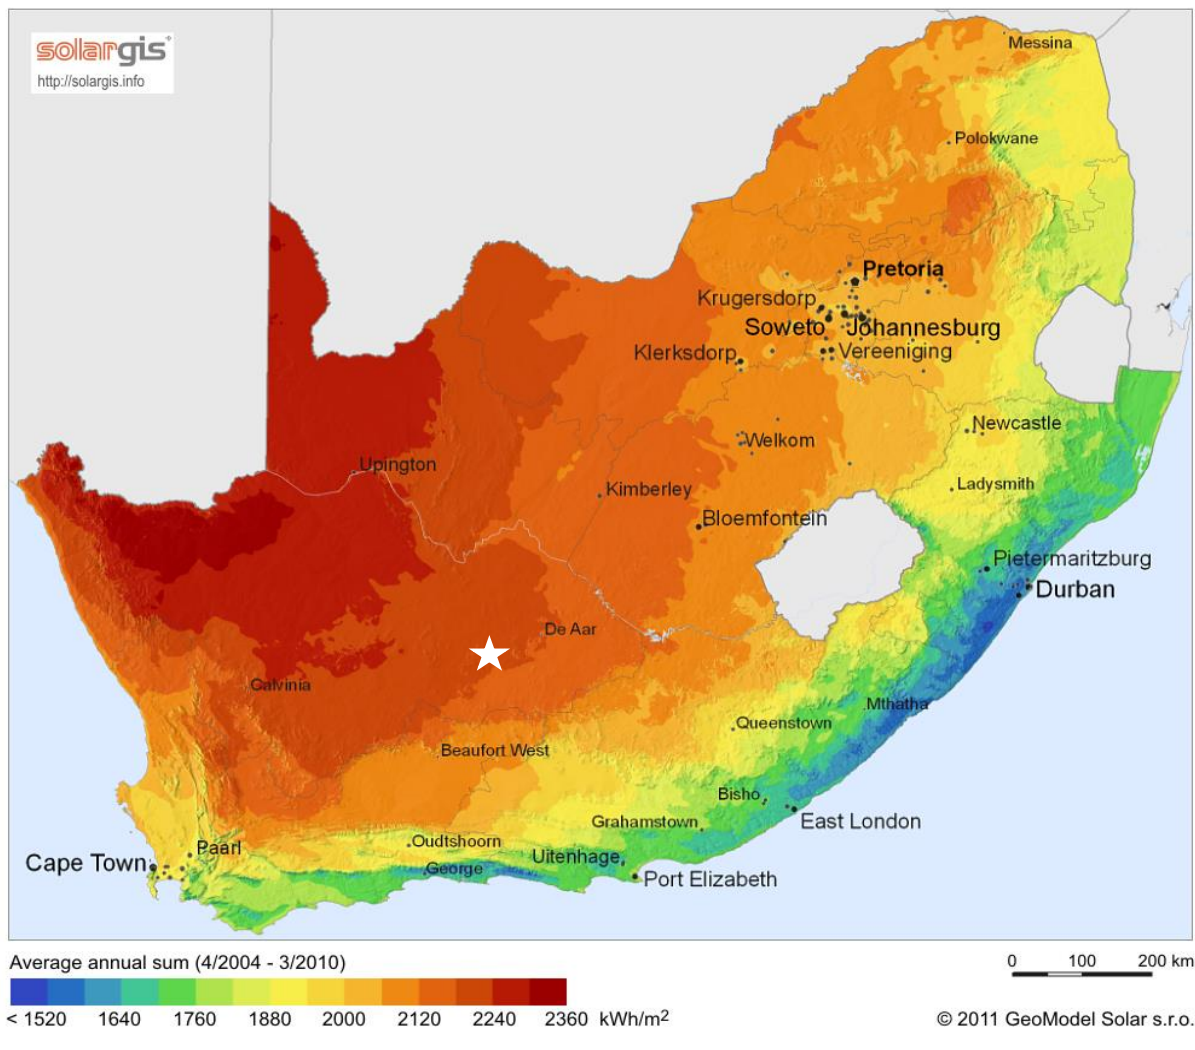 solargis
http://solargis.info
Messina
Polokwane
Pretoria
Krugersdorp
Soweto
Johannesburg
Klerksdorp
Vereeniging
Newcastle
Welkom
Upington
Ladysmith
Kimberley
Bloemfontein
Pietermaritzburg
Durban
De Aar
Calvinia
Mthatha
Queenstown
Beaufort West
Bisho
Grahamstown
East London
Oudtshoorn
Paarl
Uitenhage
Cape Town
George
Port Elizabeth
Average annual sum (4/2004 - 3/2010)
0 100 200 km
< 1520 1640 1760 1880 2000 2120 2240 2360 kWh/m2
© 2011 GeoModel Solar s.r.o.